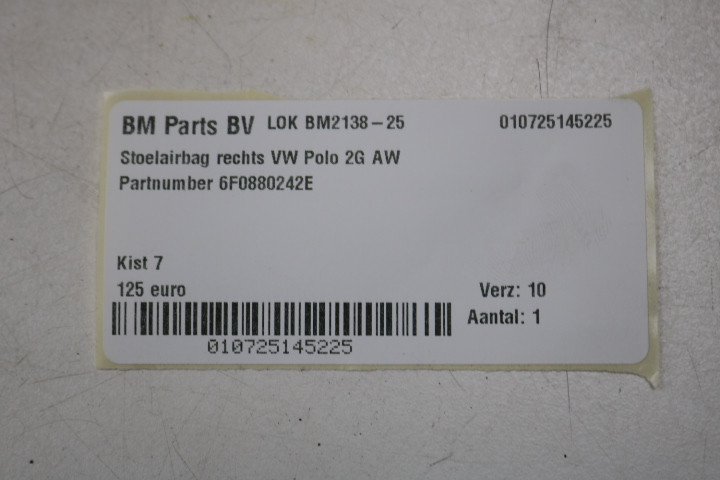 BM Parts BV LOK BM2138-25 010725145225
Stoelairbag rechts VW Polo 2G AW
Partnumber 6F0880242E
Kist 7
125 euro Verz: 10
Aantal: 1
010725145225